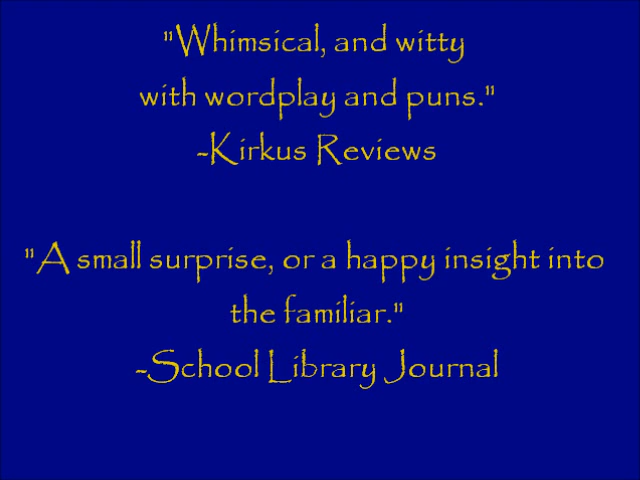 "Whimsical, and witty
with wordplay and puns."
-Kirkus Reviews
"A small surprise, or a happy insight into
the familiar."
-School Library Journal